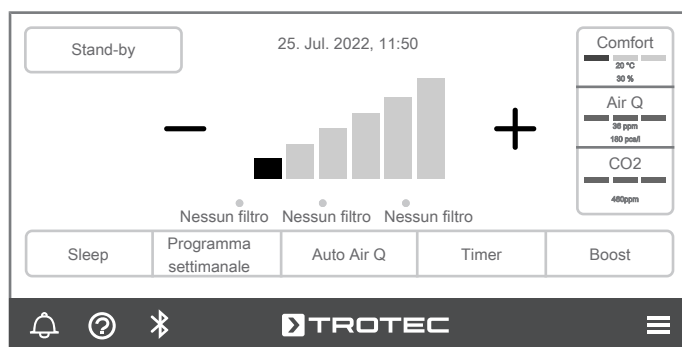 Stand-by
25. Jul. 2022, 11:50
Comfort
20 °C
30 %
Air Q
36 ppm
180 pcs/l
CO2
460ppm
Nessun filtro
Nessun filtro
Nessun filtro
Sleep
Programma
settimanale
Auto Air Q
Timer
Boost
TROTEC